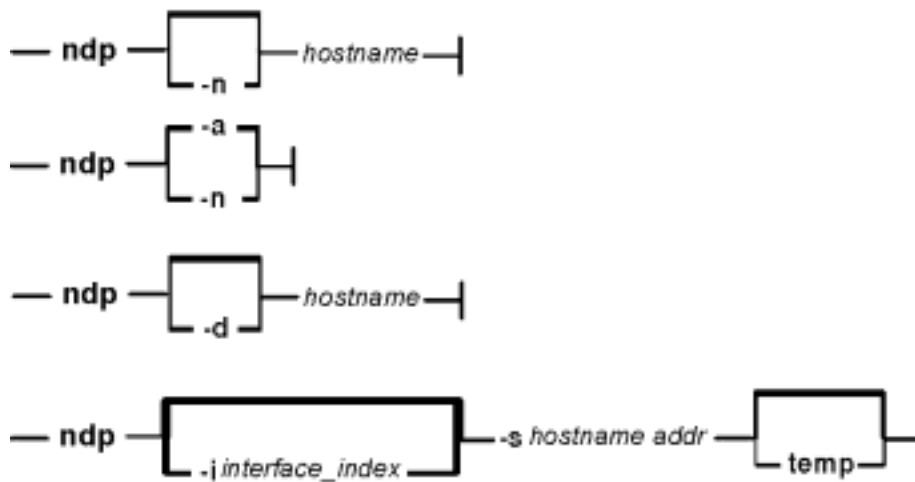 ndp hostname
-n
-a
ndp
-n
ndp hostname
-d
ndp -s hostname addr
-i interface_index temp